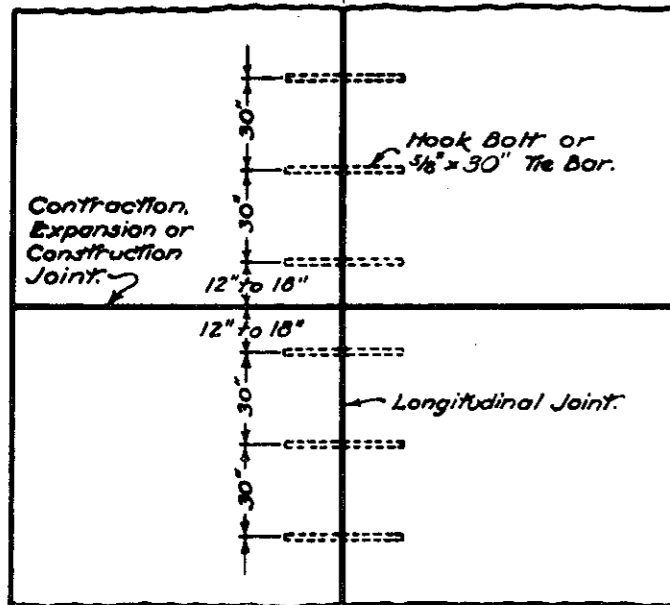 30"
Hook Bolt or
5/8" x 30" Tie Bar.
30"
Contraction,
Expansion or
Construction
Joint.
12" to 18"
12" to 18"
30"
Longitudinal Joint.
30"